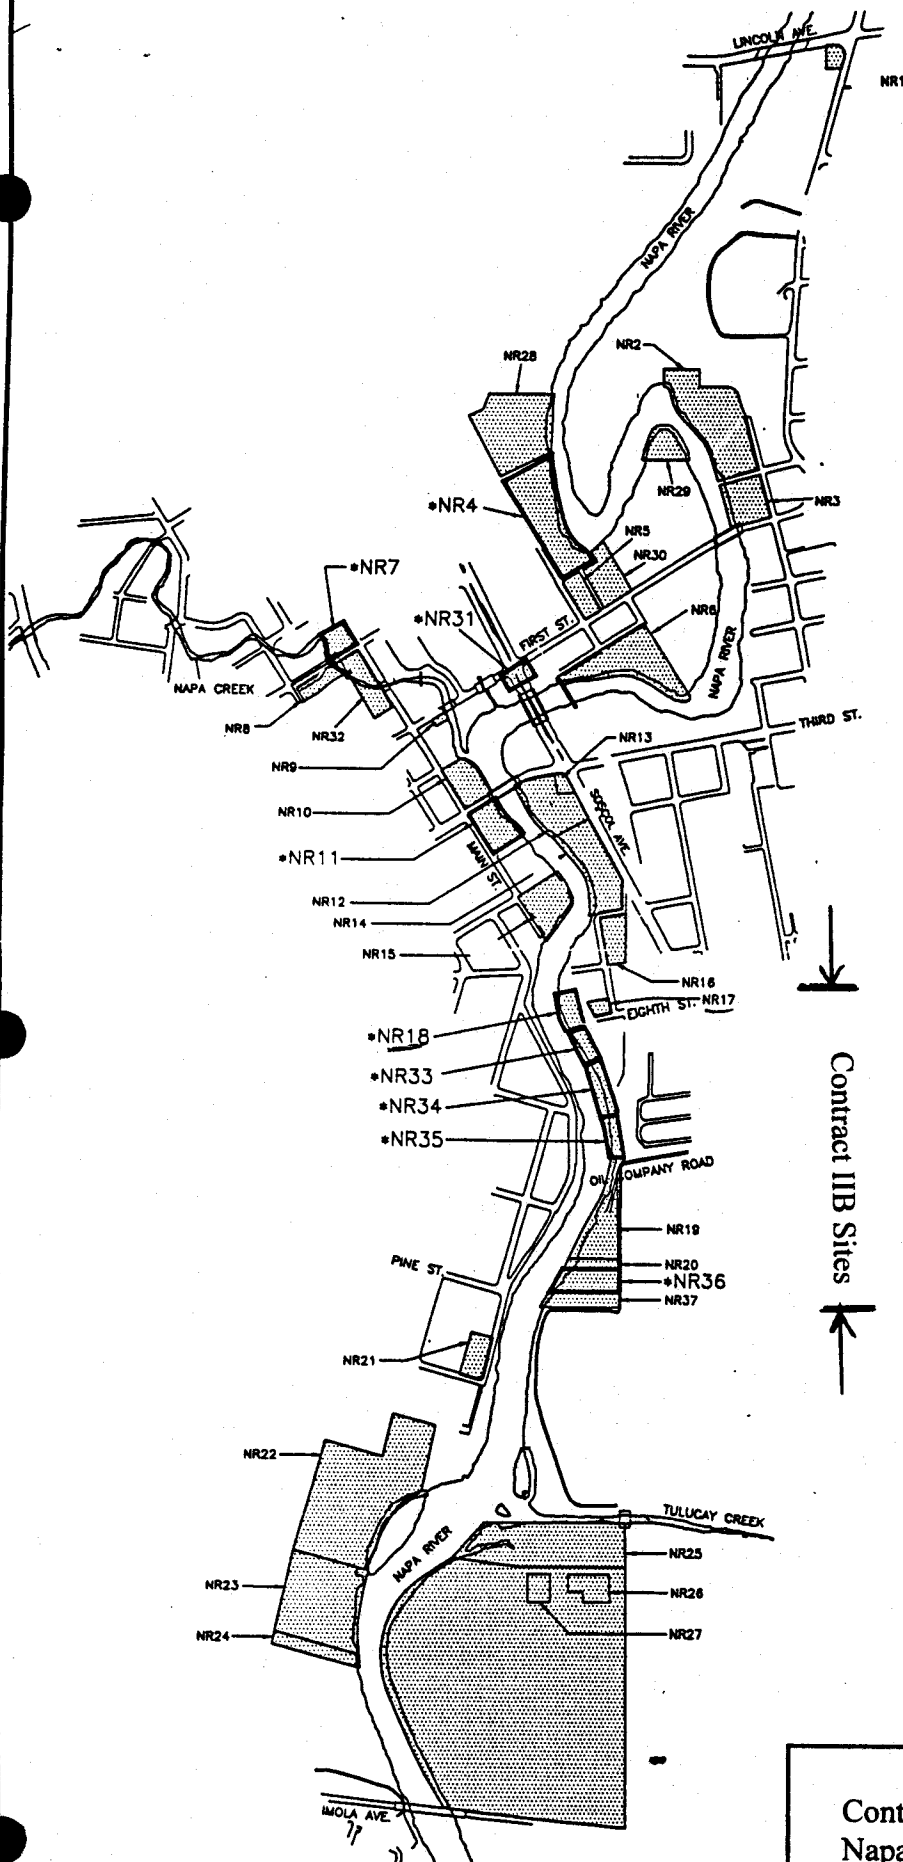 LINCOLN AVE.
NR1
NAPA RIVER
NR28
NR2
NR29
NR3
*NR4
NR5
NR30
*NR7
*NR31
FIRST ST.
NR6
NAPA RIVER
NAPA CREEK
NR8
NR32
THIRD ST.
NR9
NR13
NR10
SOSCOL AVE.
*NR11
MAIN ST.
NR12
NR14
NR15
NR16
EIGHTH ST.
NR17
*NR18
*NR33
*NR34
*NR35
Contract IIB Sites
OIL COMPANY ROAD
NR19
PINE ST.
NR20
*NR36
NR37
NR21
NR22
TULUCAY CREEK
NAPA RIVER
NR25
NR23
NR26
NR24
NR27
IMOLA AVE.
Cont
Napa